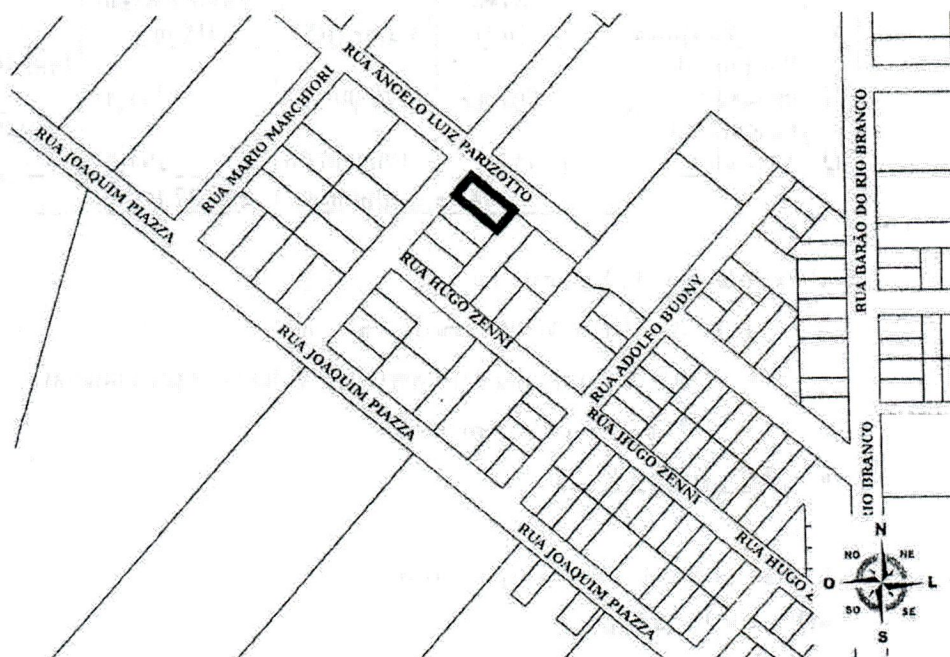 RUA ÂNGELO LUIZ PARIZOTTO
RUA MARIO MARCHIORI
RUA JOAQUIM PIAZZA
RUA BARÃO DO RIO BRANCO
RUA HUGO ZENNI
RUA ADOLFO BUDNY
RUA JOAQUIM PIAZZA
RUA HUGO ZENNI
IO BRANCO
RUA JOAQUIM PIAZZA
RUA HUGO
N
NO NE
O L
SO SE
S